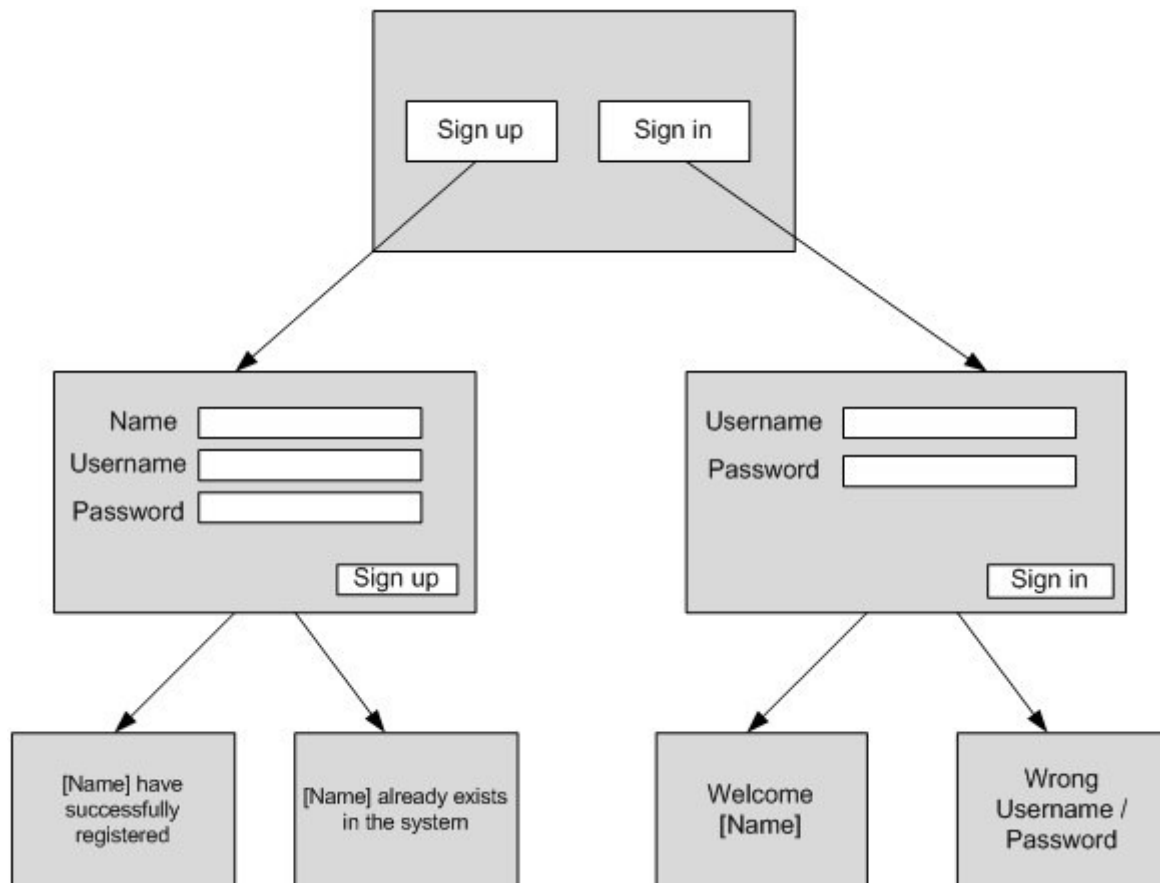 Sign up
Sign in
Name
Username
Password
Sign up
Username
Password
Sign in
[Name] have
successfully
registered
[Name] already exists
in the system
Welcome
[Name]
Wrong
Username /
Password